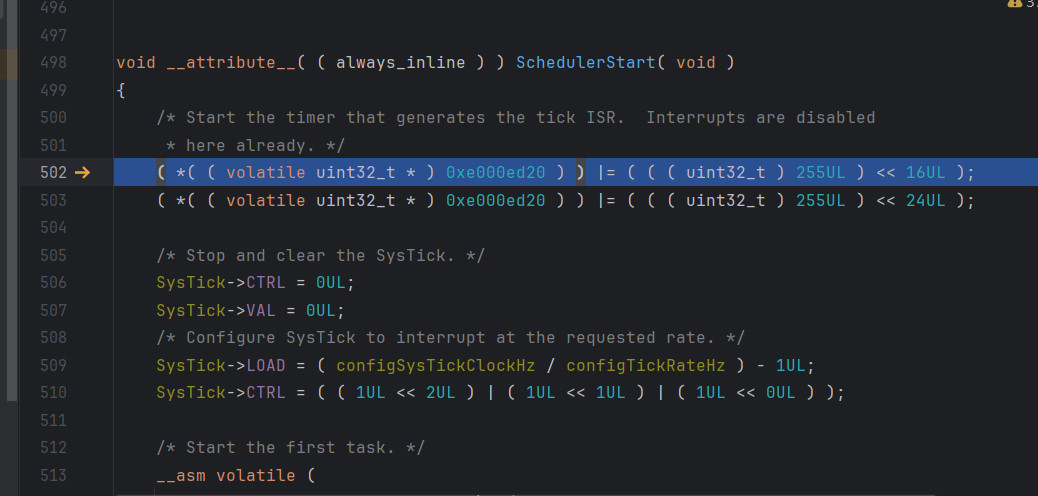 496
497
498 void __attribute__( ( always_inline ) ) SchedulerStart( void )
499 {
500 /* Start the timer that generates the tick ISR.  Interrupts are disabled
501 * here already. */
502 ( *( ( volatile uint32_t * ) 0xe000ed20 ) ) |= ( ( ( uint32_t ) 255UL ) << 16UL );
503 ( *( ( volatile uint32_t * ) 0xe000ed20 ) ) |= ( ( ( uint32_t ) 255UL ) << 24UL );
504
505 /* Stop and clear the SysTick. */
506 SysTick->CTRL = 0UL;
507 SysTick->VAL = 0UL;
508 /* Configure SysTick to interrupt at the requested rate. */
509 SysTick->LOAD = ( configSysTickClockHz / configTickRateHz ) - 1UL;
510 SysTick->CTRL = ( ( 1UL << 2UL ) | ( 1UL << 1UL ) | ( 1UL << 0UL ) );
511
512 /* Start the first task. */
513 __asm volatile (